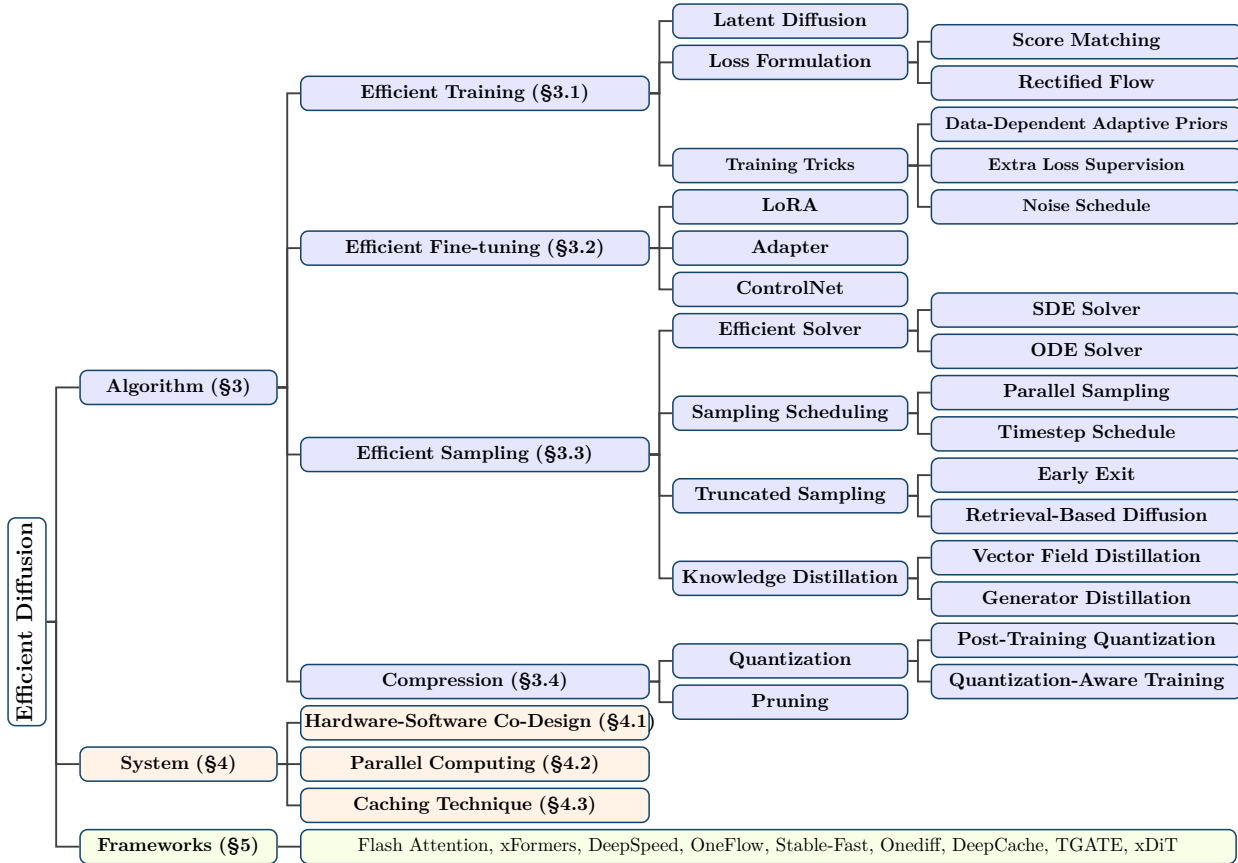 Efficient Diffusion
Algorithm (§3)
Efficient Training (§3.1)
Latent Diffusion
Loss Formulation
Score Matching
Rectified Flow
Training Tricks
Data-Dependent Adaptive Priors
Extra Loss Supervision
Noise Schedule
Efficient Fine-tuning (§3.2)
LoRA
Adapter
ControlNet
Efficient Sampling (§3.3)
Efficient Solver
SDE Solver
ODE Solver
Sampling Scheduling
Parallel Sampling
Timestep Schedule
Truncated Sampling
Early Exit
Retrieval-Based Diffusion
Knowledge Distillation
Vector Field Distillation
Generator Distillation
Compression (§3.4)
Quantization
Post-Training Quantization
Quantization-Aware Training
Pruning
System (§4)
Hardware-Software Co-Design (§4.1)
Parallel Computing (§4.2)
Caching Technique (§4.3)
Frameworks (§5)
Flash Attention, xFormers, DeepSpeed, OneFlow, Stable-Fast, Onediff, DeepCache, TGATE, xDiT